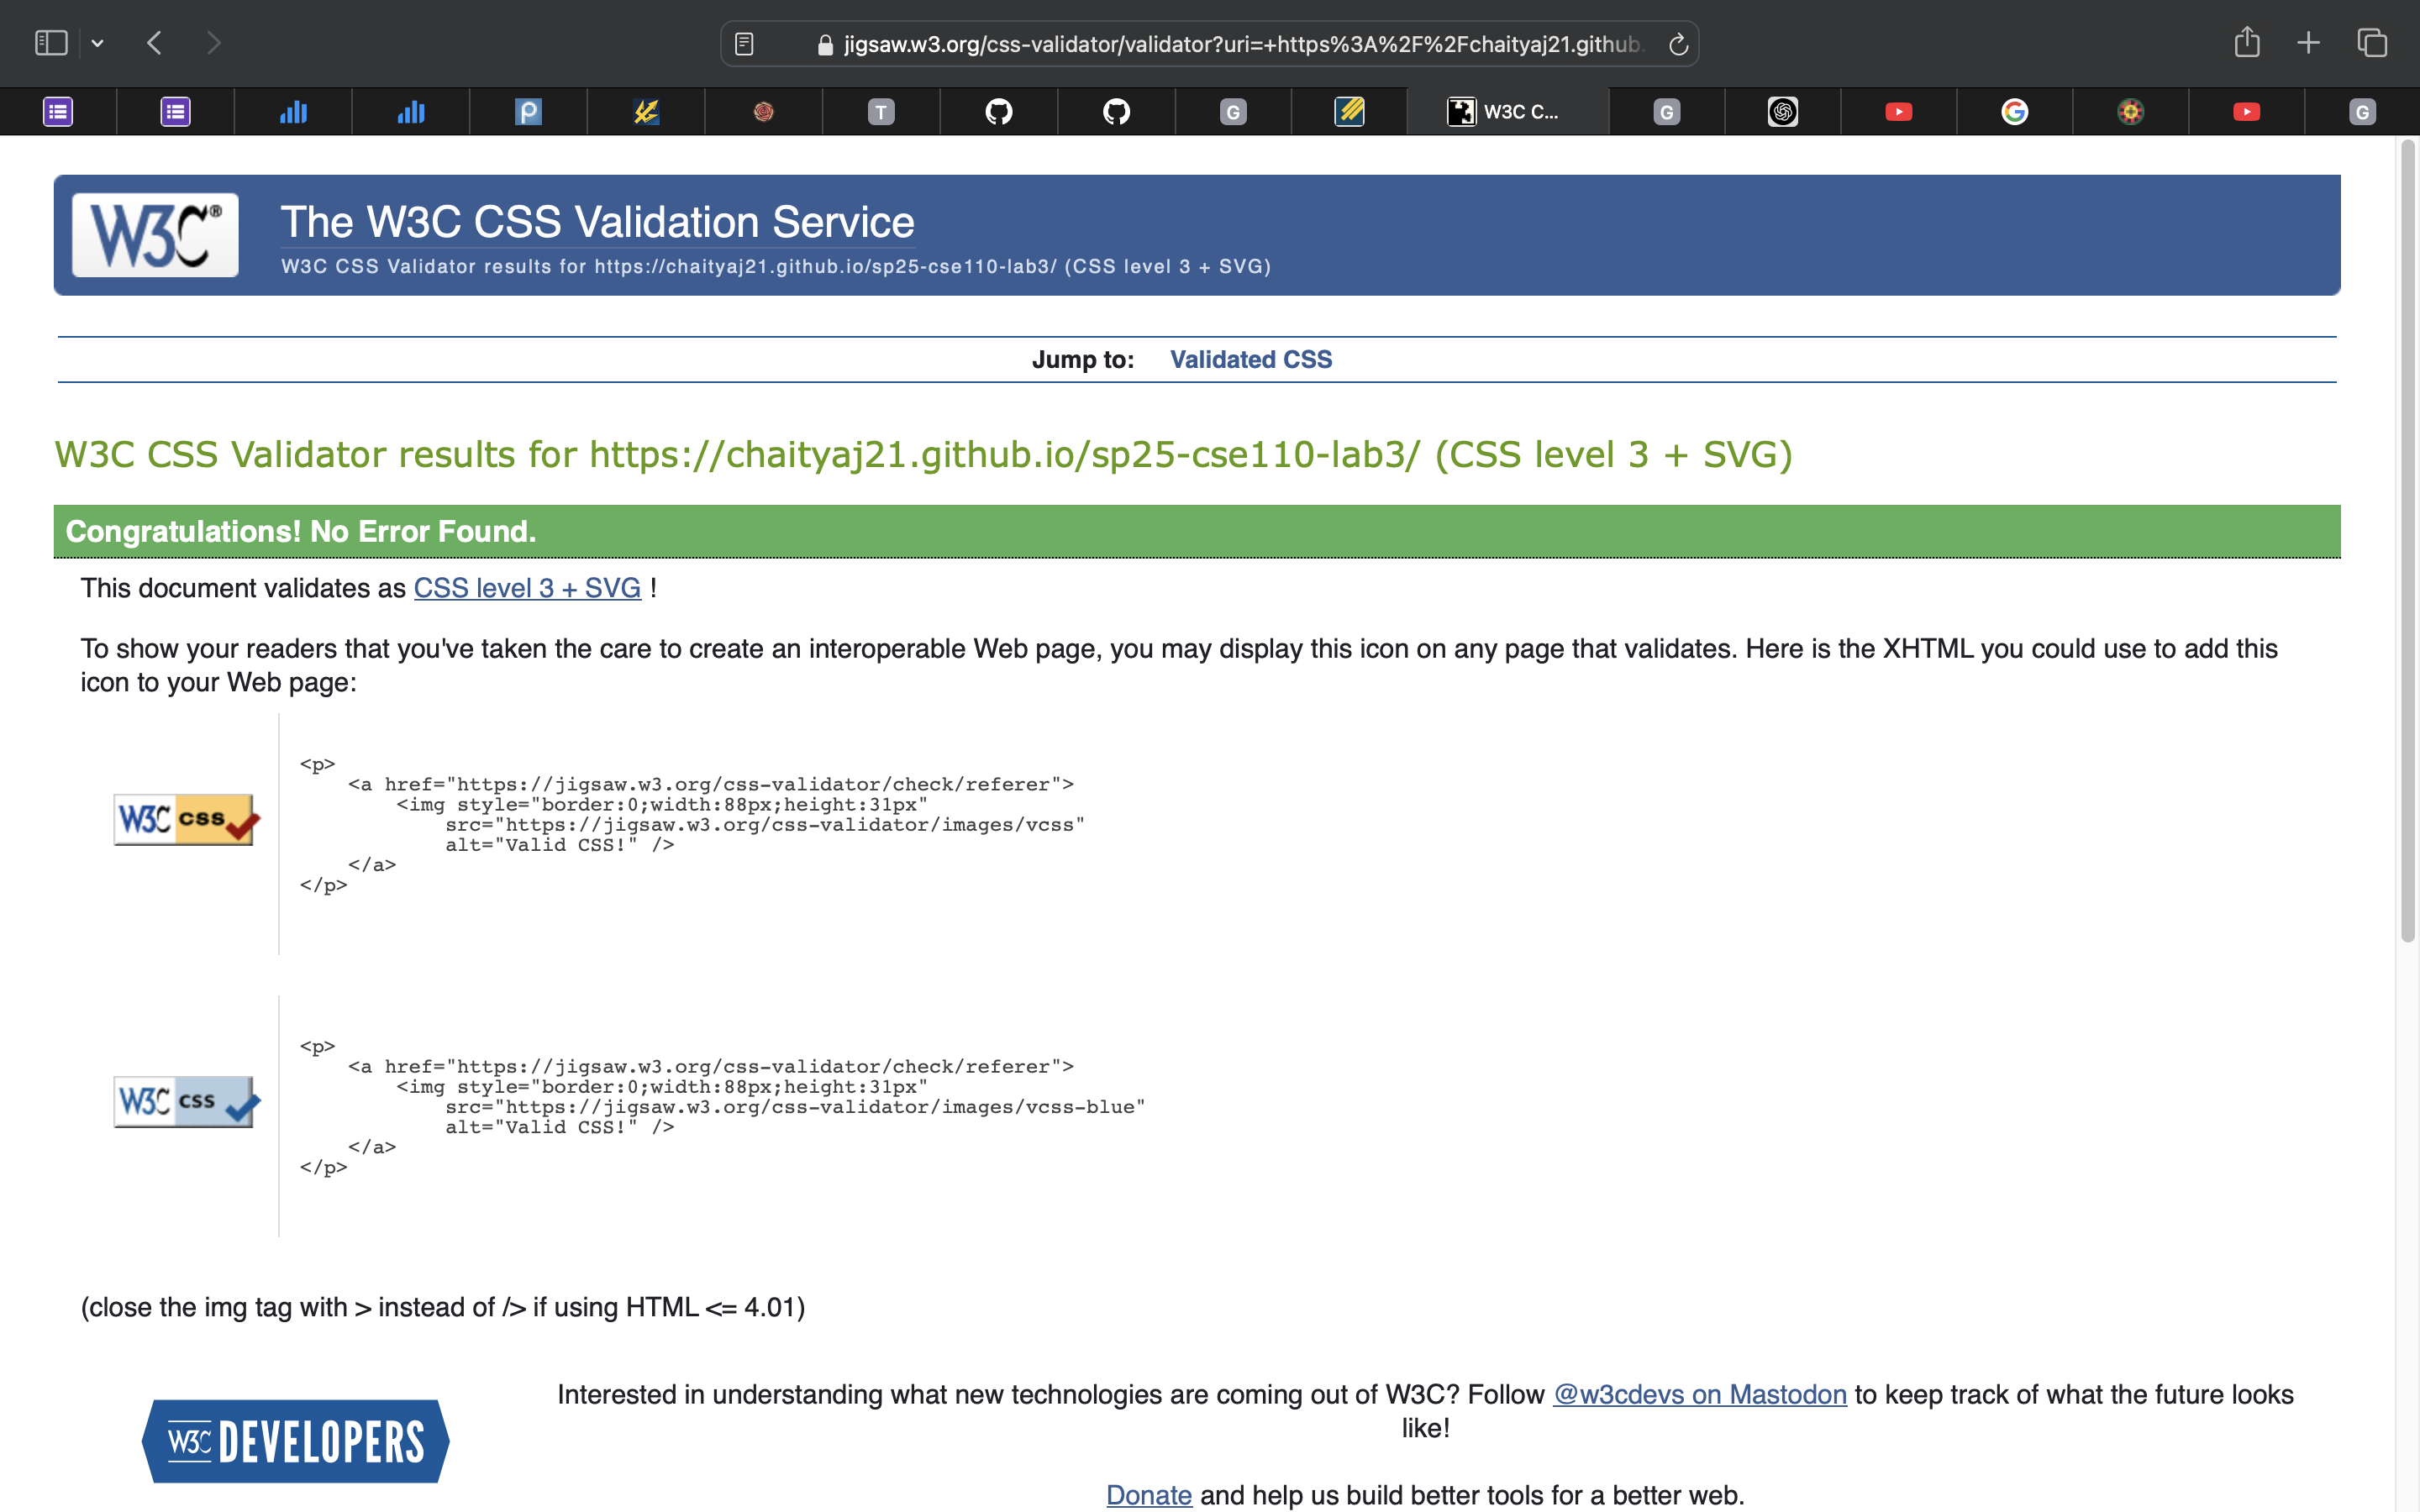 jigsaw.w3.org/css-validator/validator?uri=+https%3A%2F%2Fchaityaj21.github.
T
G
W3C C...
G
G
W3C®
The W3C CSS Validation Service
W3C CSS Validator results for https://chaityaj21.github.io/sp25-cse110-lab3/ (CSS level 3 + SVG)
Jump to: Validated CSS
W3C CSS Validator results for https://chaityaj21.github.io/sp25-cse110-lab3/ (CSS level 3 + SVG)
Congratulations! No Error Found.
This document validates as CSS level 3 + SVG !
To show your readers that you've taken the care to create an interoperable Web page, you may display this icon on any page that validates. Here is the XHTML you could use to add this
icon to your Web page:
W3C css
<p>
    <a href="https://jigsaw.w3.org/css-validator/check/referer">
        <img style="border:0;width:88px;height:31px"
            src="https://jigsaw.w3.org/css-validator/images/vcss"
            alt="Valid CSS!" />
    </a>
</p>
W3C css
<p>
    <a href="https://jigsaw.w3.org/css-validator/check/referer">
        <img style="border:0;width:88px;height:31px"
            src="https://jigsaw.w3.org/css-validator/images/vcss-blue"
            alt="Valid CSS!" />
    </a>
</p>
(close the img tag with > instead of /> if using HTML <= 4.01)
W3C DEVELOPERS
Interested in understanding what new technologies are coming out of W3C? Follow @w3cdevs on Mastodon to keep track of what the future looks
like!
Donate and help us build better tools for a better web.